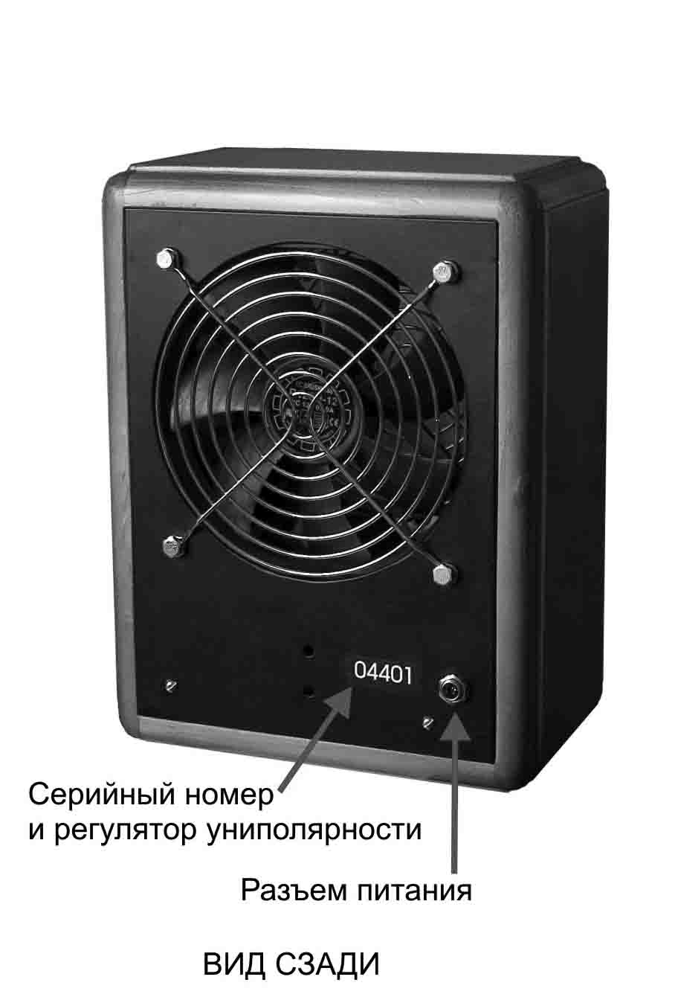 04401
Серийный номер
и регулятор униполярности
Разъем питания
ВИД СЗАДИ